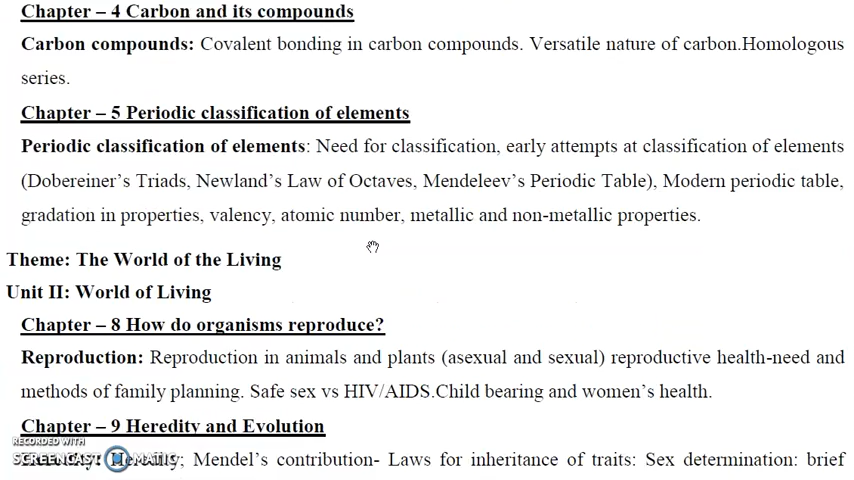 Chapter – 4 Carbon and its compounds
Carbon compounds: Covalent bonding in carbon compounds. Versatile nature of carbon.Homologous
series.
Chapter – 5 Periodic classification of elements
Periodic classification of elements: Need for classification, early attempts at classification of elements
(Dobereiner’s Triads, Newland’s Law of Octaves, Mendeleev’s Periodic Table), Modern periodic table,
gradation in properties, valency, atomic number, metallic and non-metallic properties.
Theme: The World of the Living
Unit II: World of Living
Chapter – 8 How do organisms reproduce?
Reproduction: Reproduction in animals and plants (asexual and sexual) reproductive health-need and
methods of family planning. Safe sex vs HIV/AIDS.Child bearing and women’s health.
Chapter – 9 Heredity and Evolution
RECORDED WITH
SCREENCAST MATIC
Heredity; Mendel’s contribution- Laws for inheritance of traits: Sex determination: brief